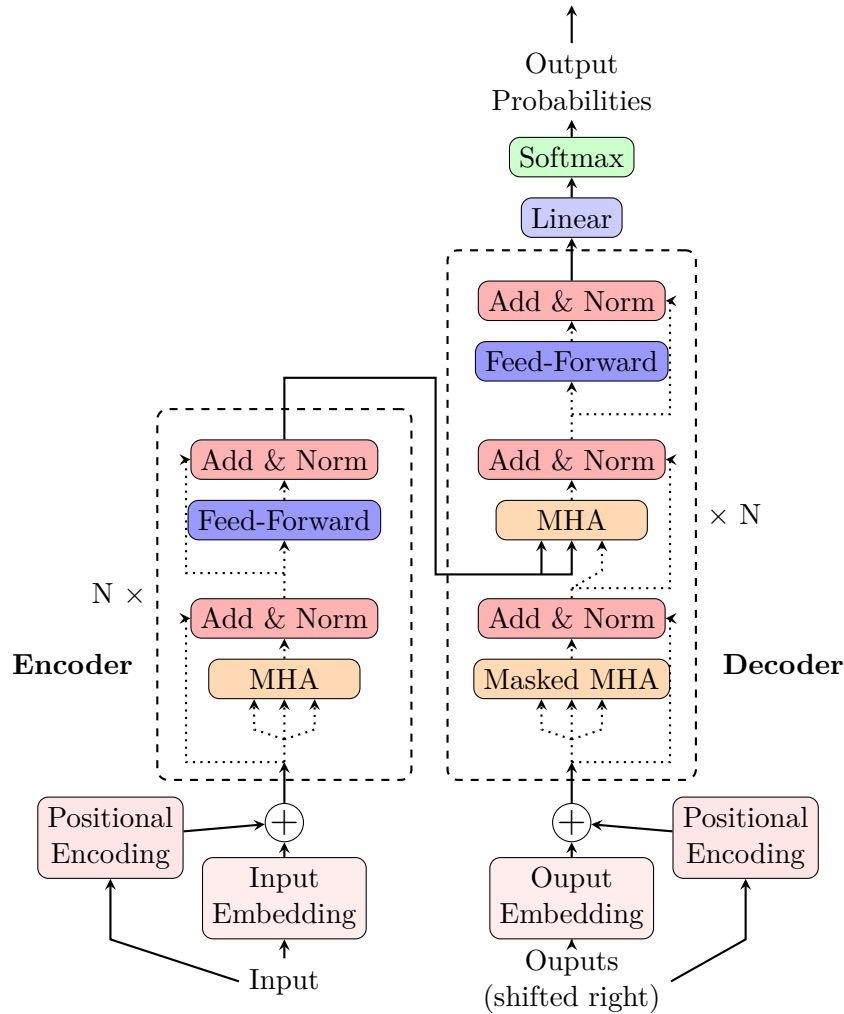 Output
Probabilities
Softmax
Linear
Add & Norm
Feed-Forward
Add & Norm
MHA
Add & Norm
Masked MHA
× N
Decoder
Add & Norm
Feed-Forward
Add & Norm
MHA
N ×
Encoder
Positional
Encoding
+
Input
Embedding
Input
+
Positional
Encoding
Ouput
Embedding
Ouputs
(shifted right)